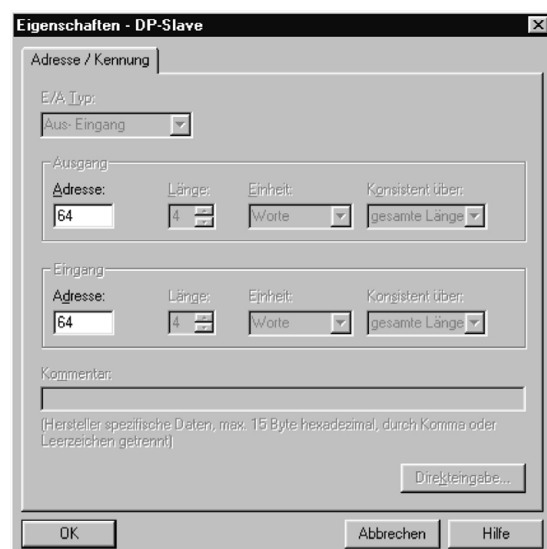 Eigenschaften - DP-Slave
Adresse / Kennung
E/A Typ:
Aus- Eingang
Ausgang
Adresse: Länge: Einheit: Konsistent über:
64 4 Worte gesamte Länge
Eingang
Adresse: Länge: Einheit: Konsistent über:
64 4 Worte gesamte Länge
Kommentar:
(Hersteller spezifische Daten, max. 15 Byte hexadezimal, durch Komma oder
Leerzeichen getrennt)
Direkteingabe...
OK Abbrechen Hilfe